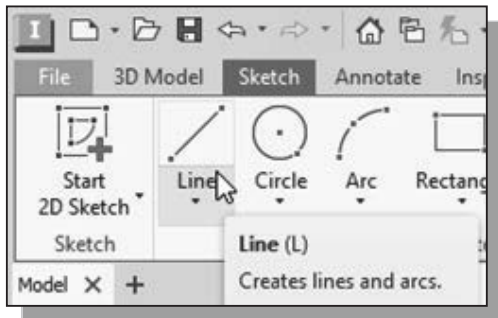 I
File 3D Model Sketch Annotate
Start
2D Sketch
Line Circle Arc
Sketch
Line (L)
Creates lines and arcs.
Model × +